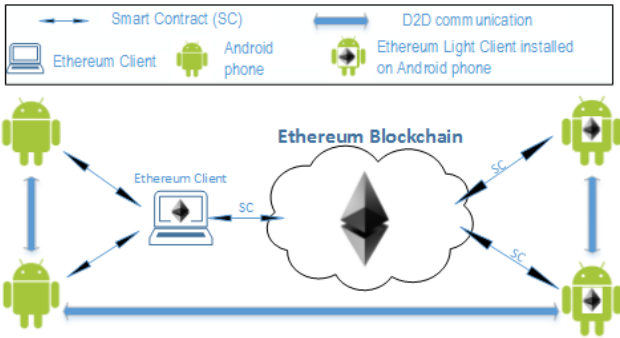 Smart Contract (SC)
D2D communication
Ethereum Client
Android
phone
Ethereum Light Client installed
on Android phone
Ethereum Blockchain
Ethereum Client
SC
SC
SC